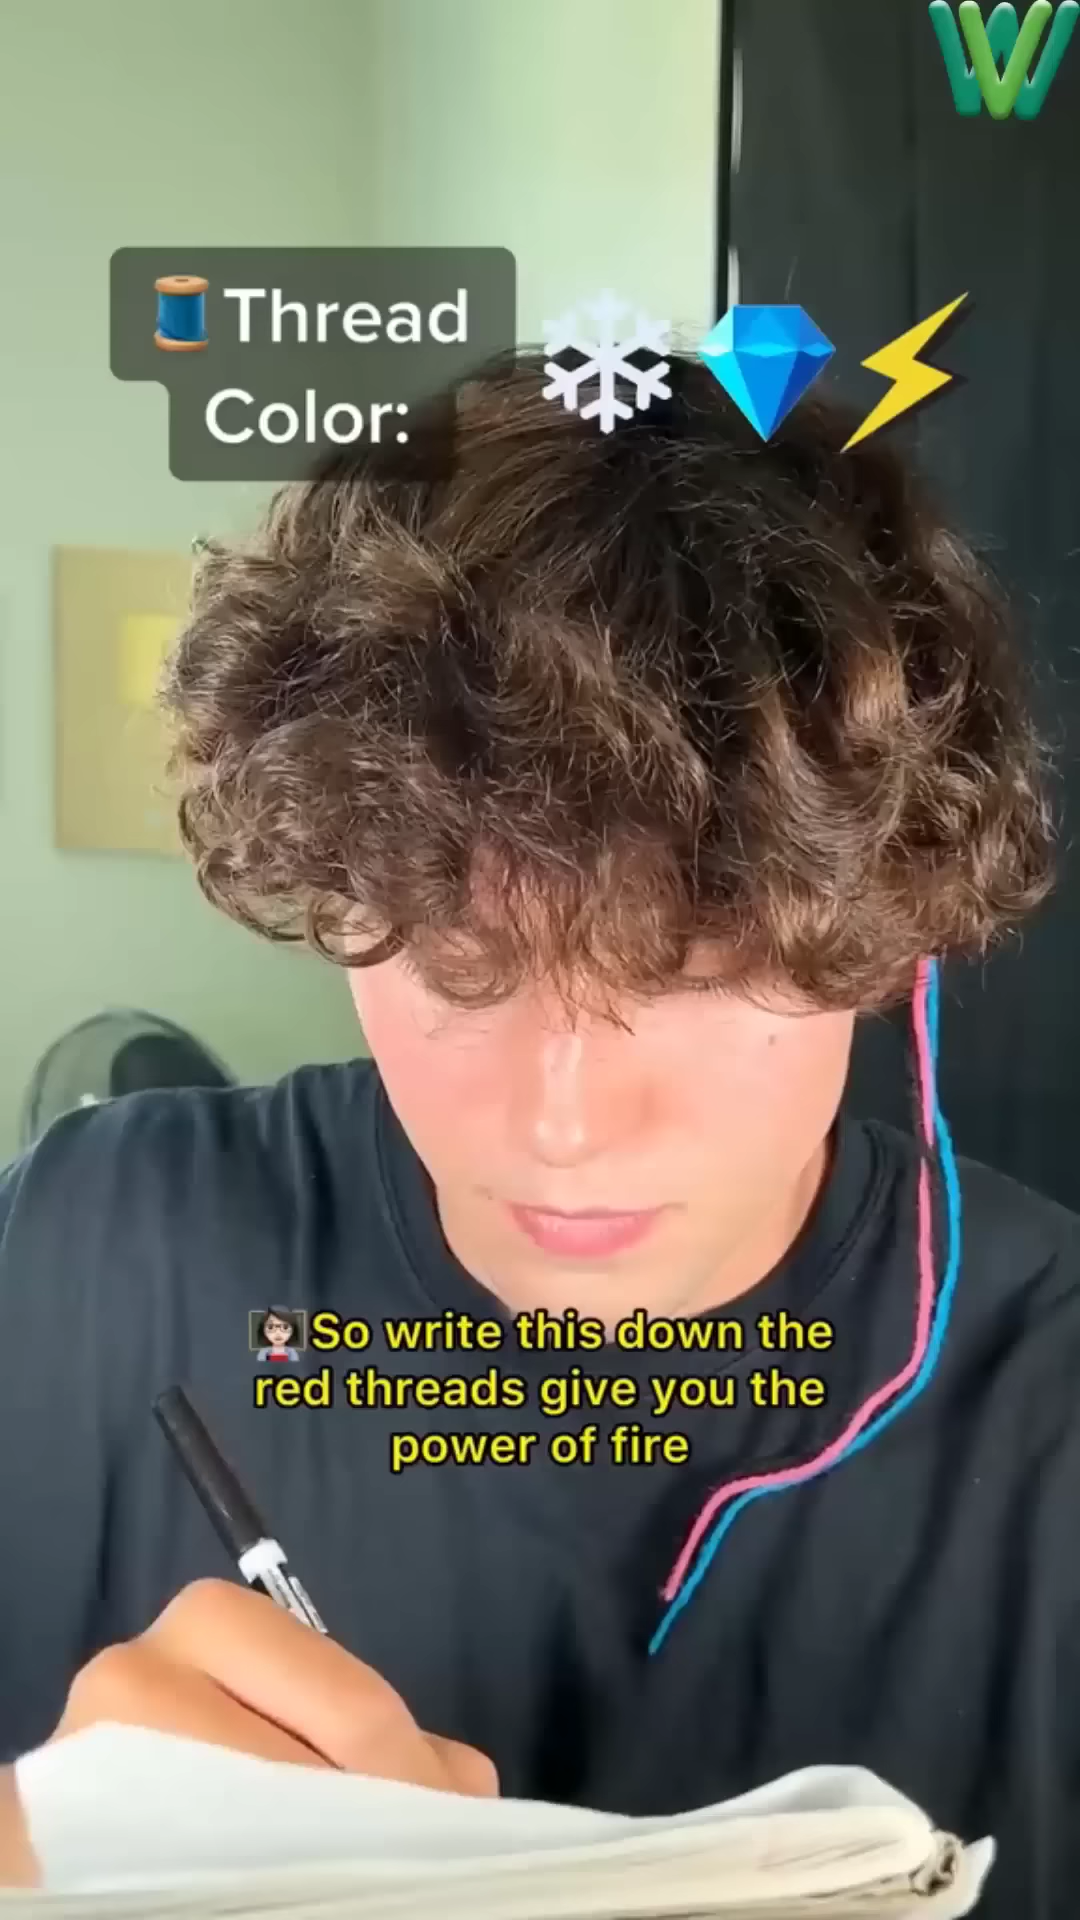 W
🧵Thread
Color:
👩🏻‍🏫So write this down the
red threads give you the
power of fire